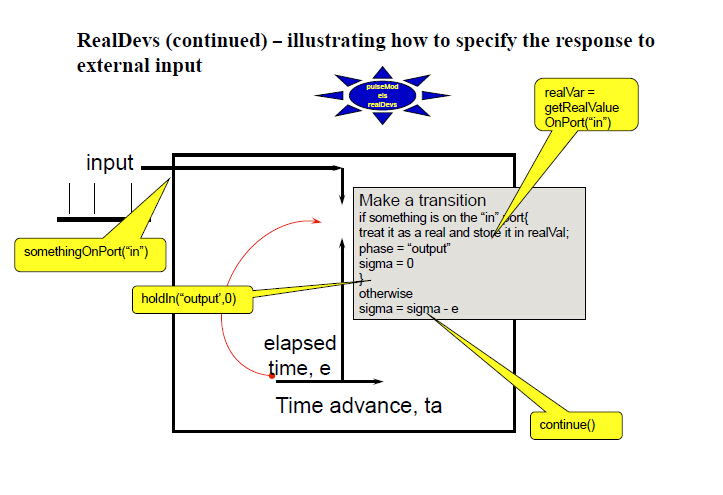 RealDevs (continued) – illustrating how to specify the response to
external input
pulseMod
els
realDevs
realVar =
getRealValue
OnPort(“in”)
input
Make a transition
if something is on the “in” port{
treat it as a real and store it in realVal;
phase = “output”
sigma = 0
}
otherwise
sigma = sigma - e
somethingOnPort(“in”)
holdIn(“output’,0)
elapsed
time, e
Time advance, ta
continue()